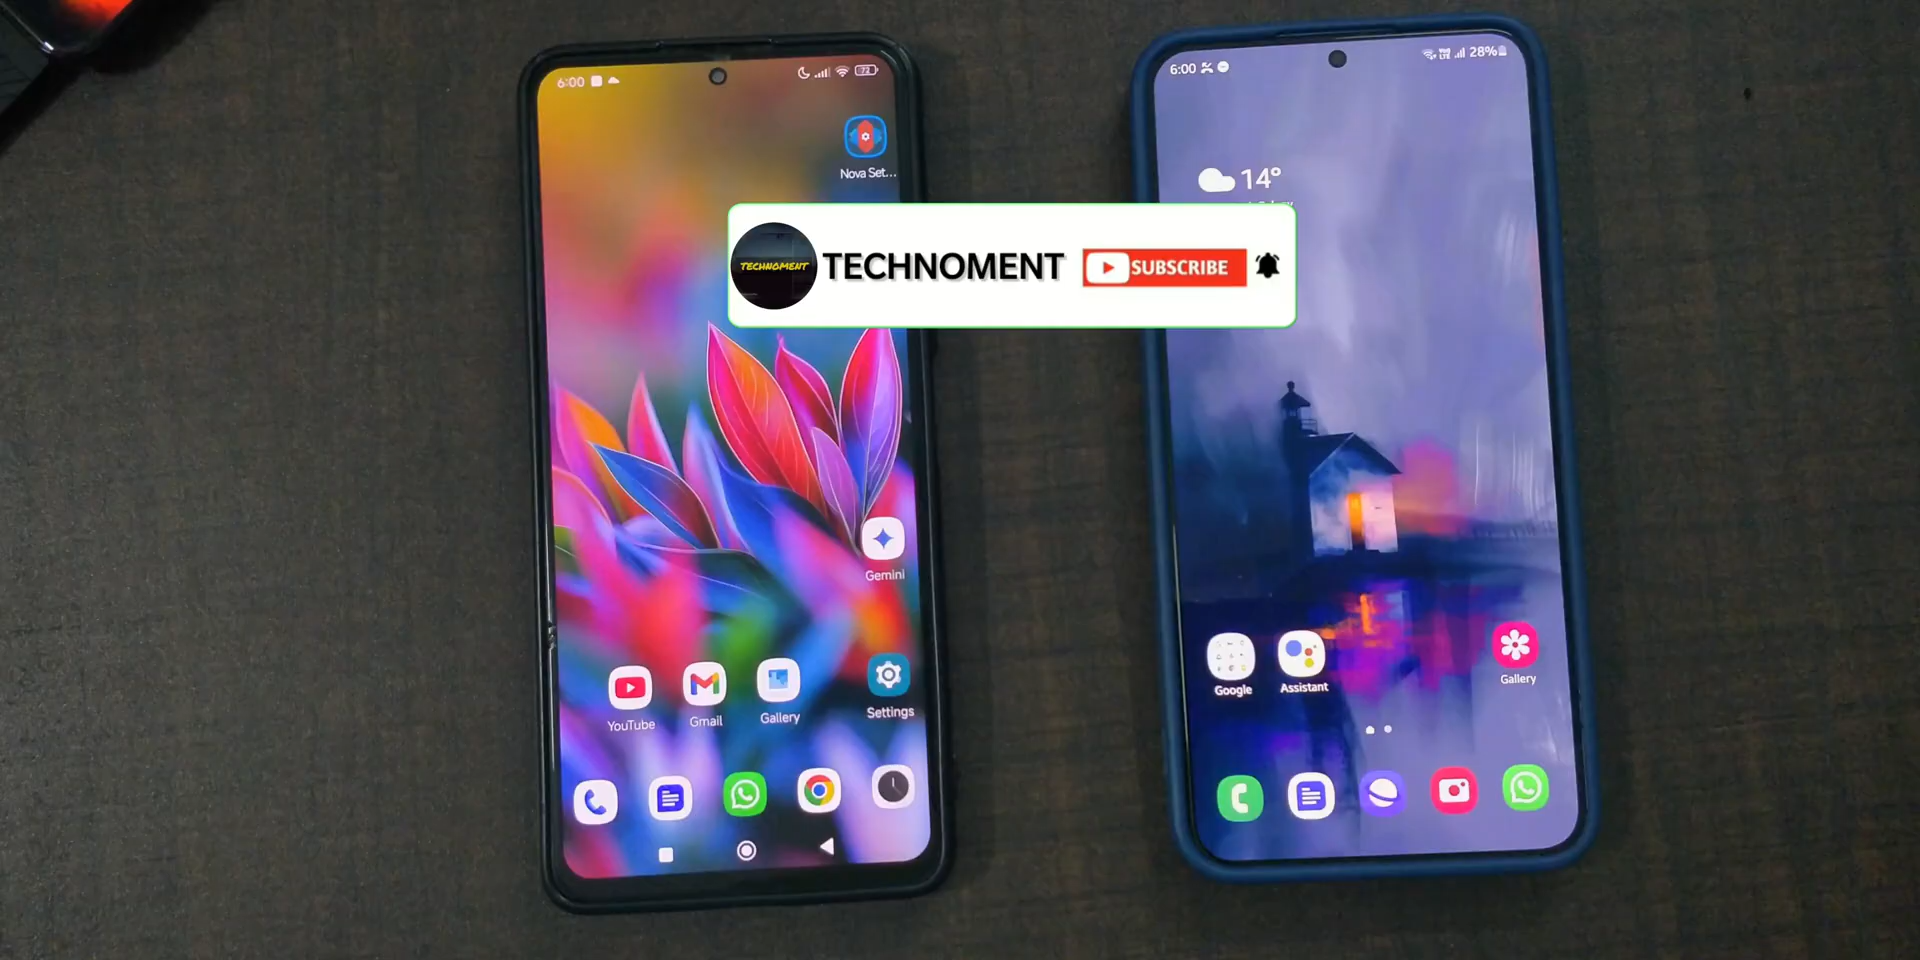 6:00
72
Nova Set...
6:00
28%
14°
TECHNOMENT
TECHNOMENT
SUBSCRIBE
Gemini
YouTube
Gmail
Gallery
Settings
Google
Assistant
Gallery